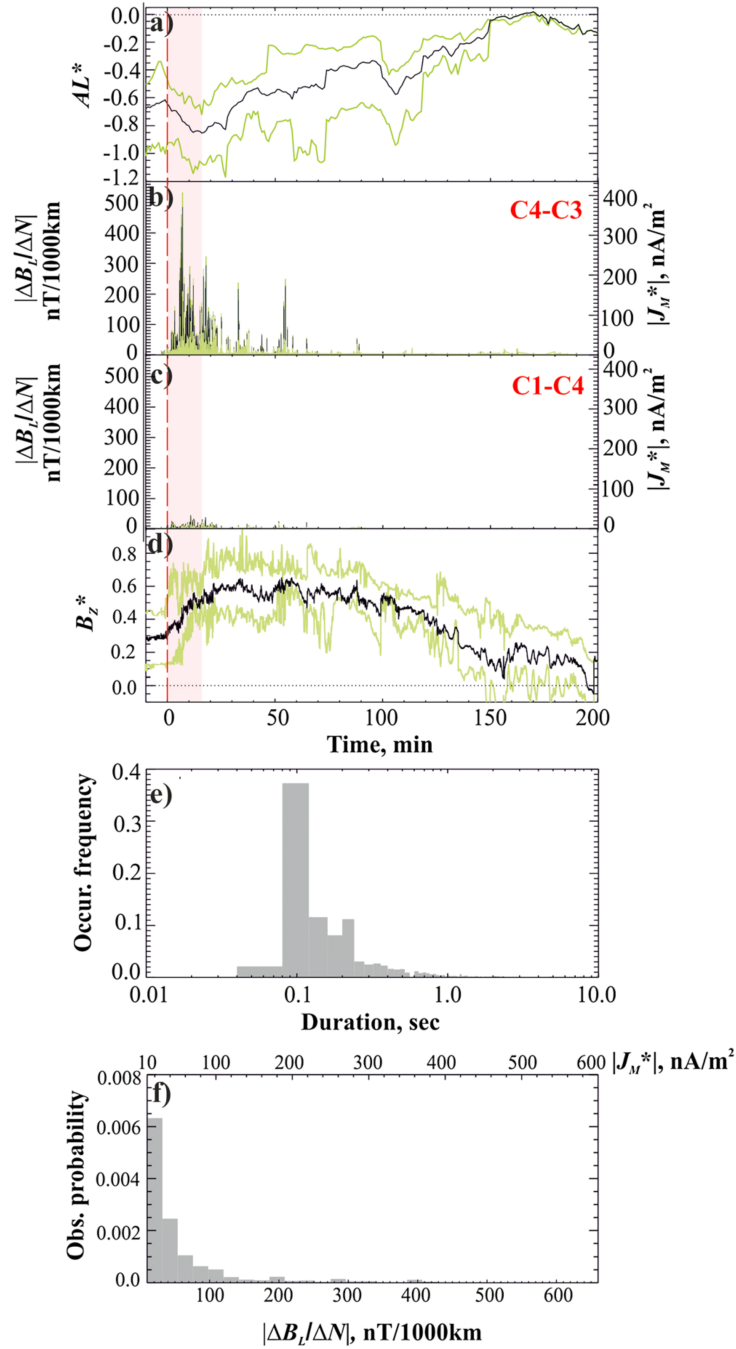 a)
0.0
-0.2
-0.4
-0.6
-0.8
-1.0
-1.2
AL*
b)
C4-C3
500
400
300
200
100
0
|ΔB_L/ΔN|
nT/1000km
400
300
200
100
0
|J_M*|, nA/m²
c)
C1-C4
500
400
300
200
100
0
|ΔB_L/ΔN|
nT/1000km
400
300
200
100
0
|J_M*|, nA/m²
d)
0.8
0.6
0.4
0.2
0.0
B_Z*
0 50 100 150 200
Time, min
e)
0.4
0.3
0.2
0.1
0.0
Occur. frequency
0.01 0.1 1.0 10.0
Duration, sec
10 100 200 300 400 500 600 |J_M*|, nA/m²
f)
0.008
0.006
0.004
0.002
0.0
Obs. probability
100 200 300 400 500 600
|ΔB_L/ΔN|, nT/1000km